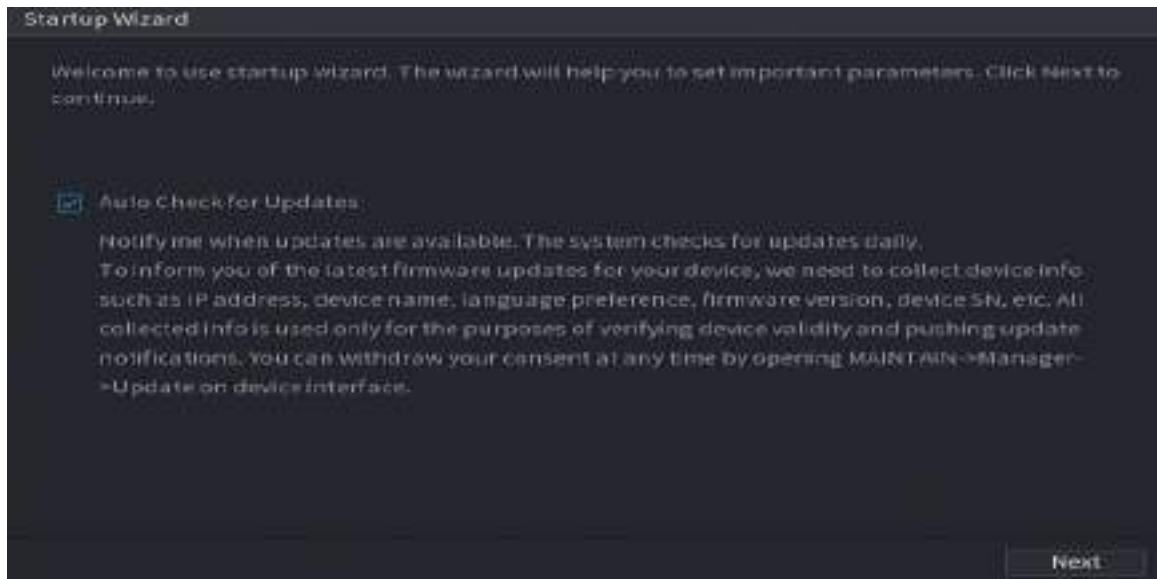 Startup Wizard
Welcome to use startup wizard. The wizard will help you to set important parameters. Click Next to
continue.
Auto Check for Updates
Notify me when updates are available. The system checks for updates daily.
To inform you of the latest firmware updates for your device, we need to collect device info
such as IP address, device name, language preference, firmware version, device SN, etc. All
collected info is used only for the purposes of verifying device validity and pushing update
notifications. You can withdraw your consent at any time by opening MAINTAIN->Manager-
>Update on device interface.
Next